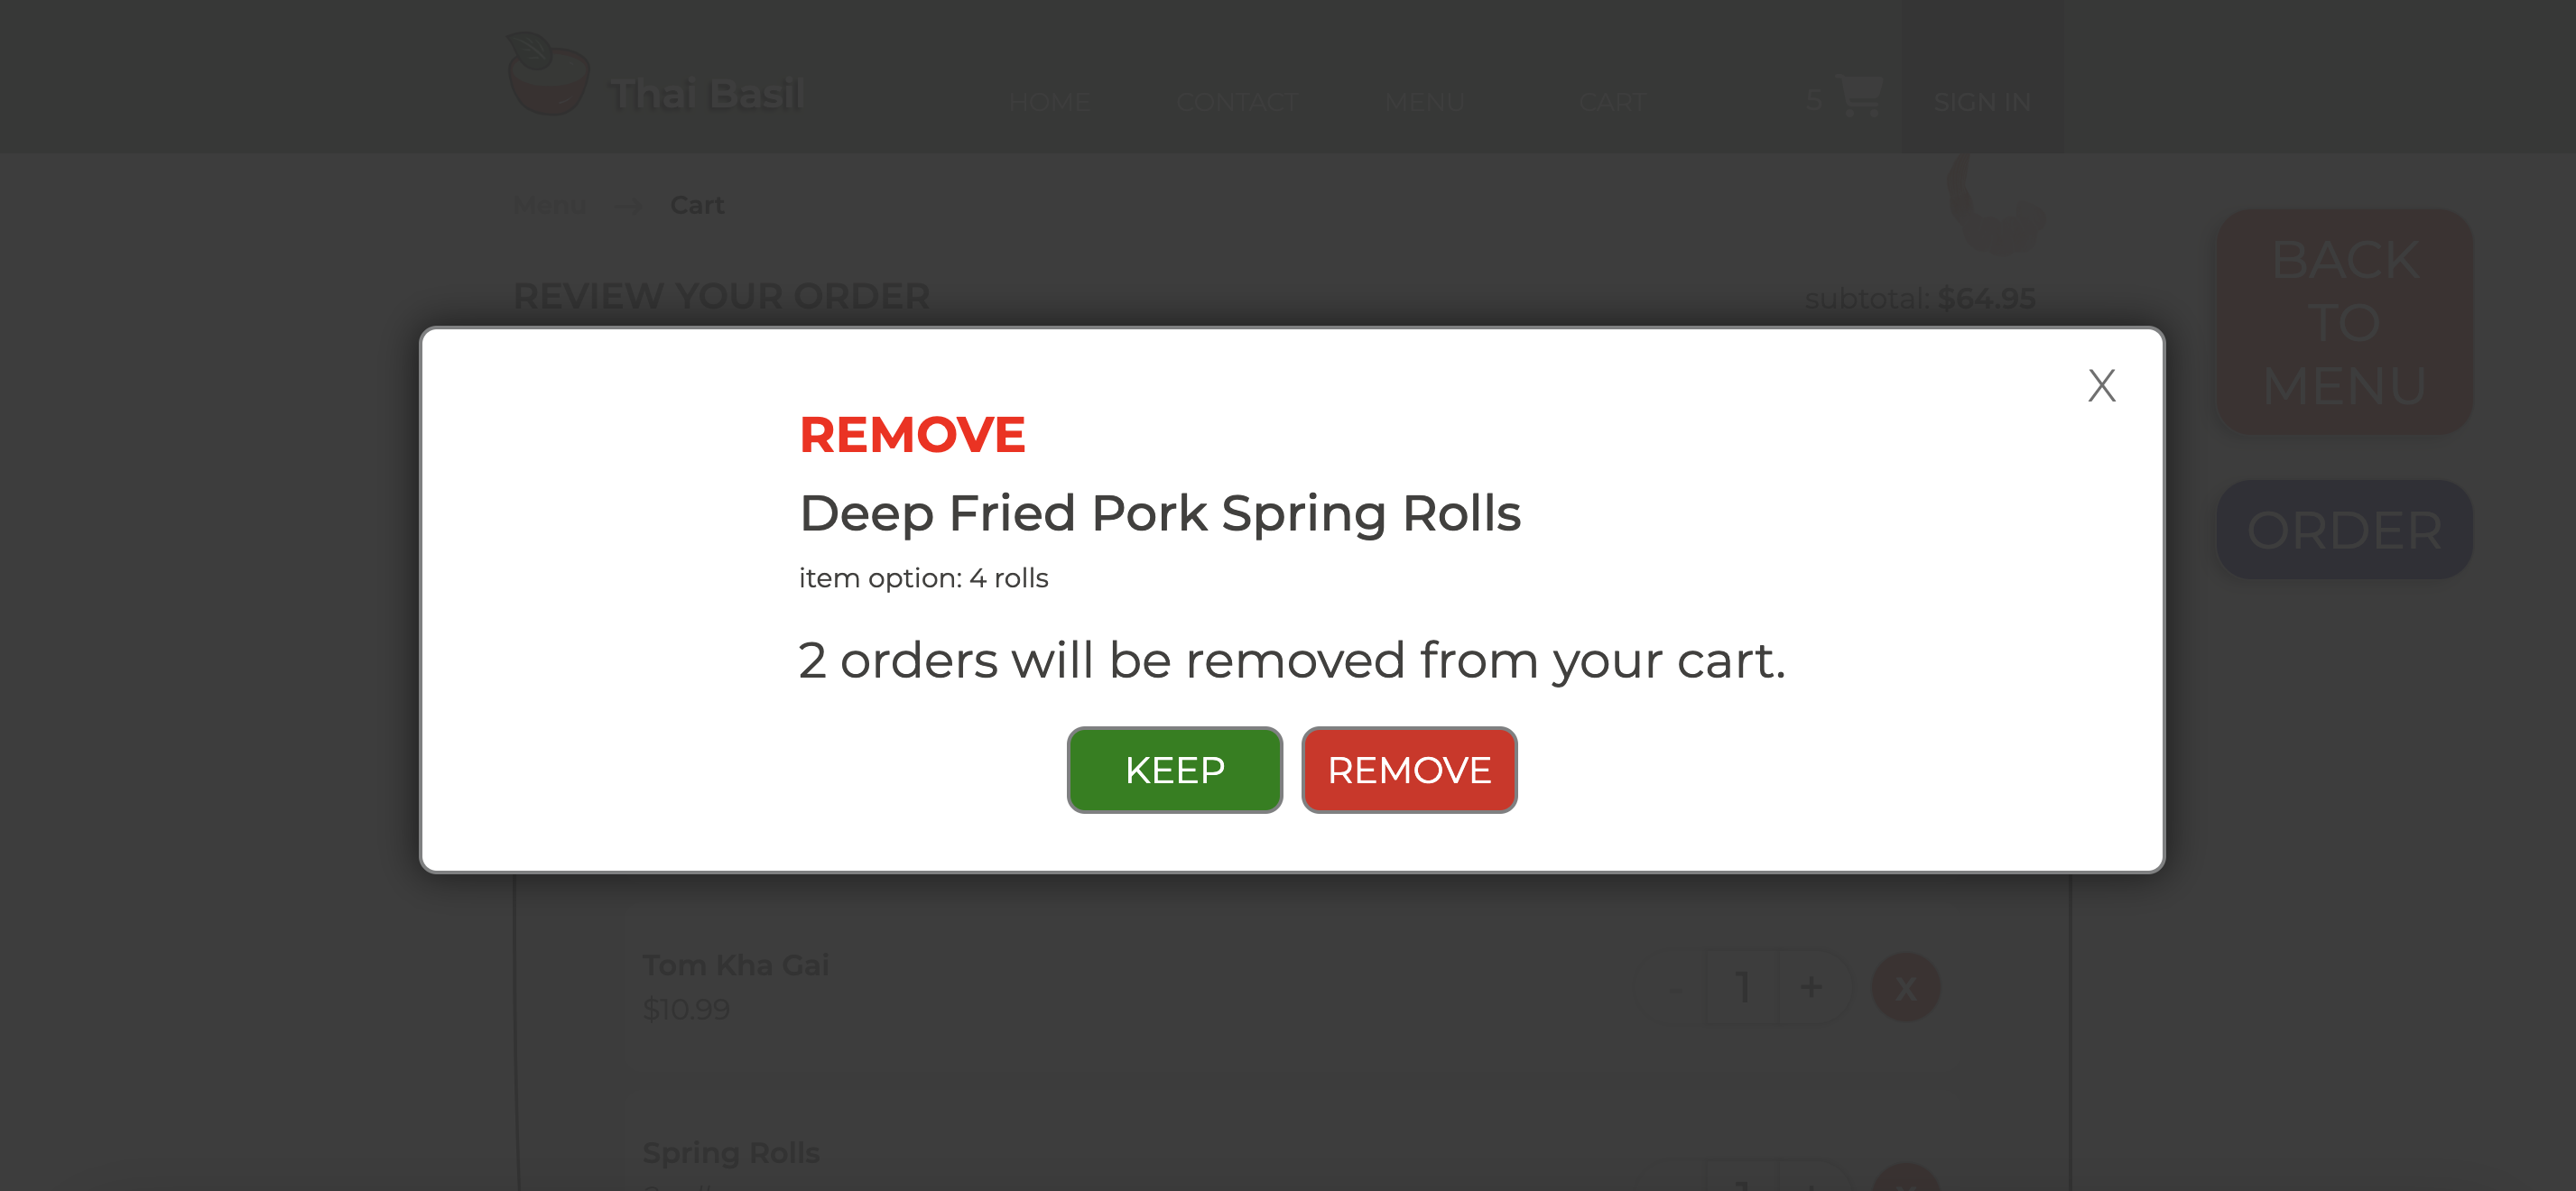 Thai Basil
HOME CONTACT MENU CART 5 SIGN IN
Menu → Cart
REVIEW YOUR ORDER
subtotal: $64.95
BACK
TO
MENU
ORDER
X
REMOVE
Deep Fried Pork Spring Rolls
item option: 4 rolls
2 orders will be removed from your cart.
KEEP REMOVE
Tom Kha Gai
$10.99
- 1 + X
Spring Rolls